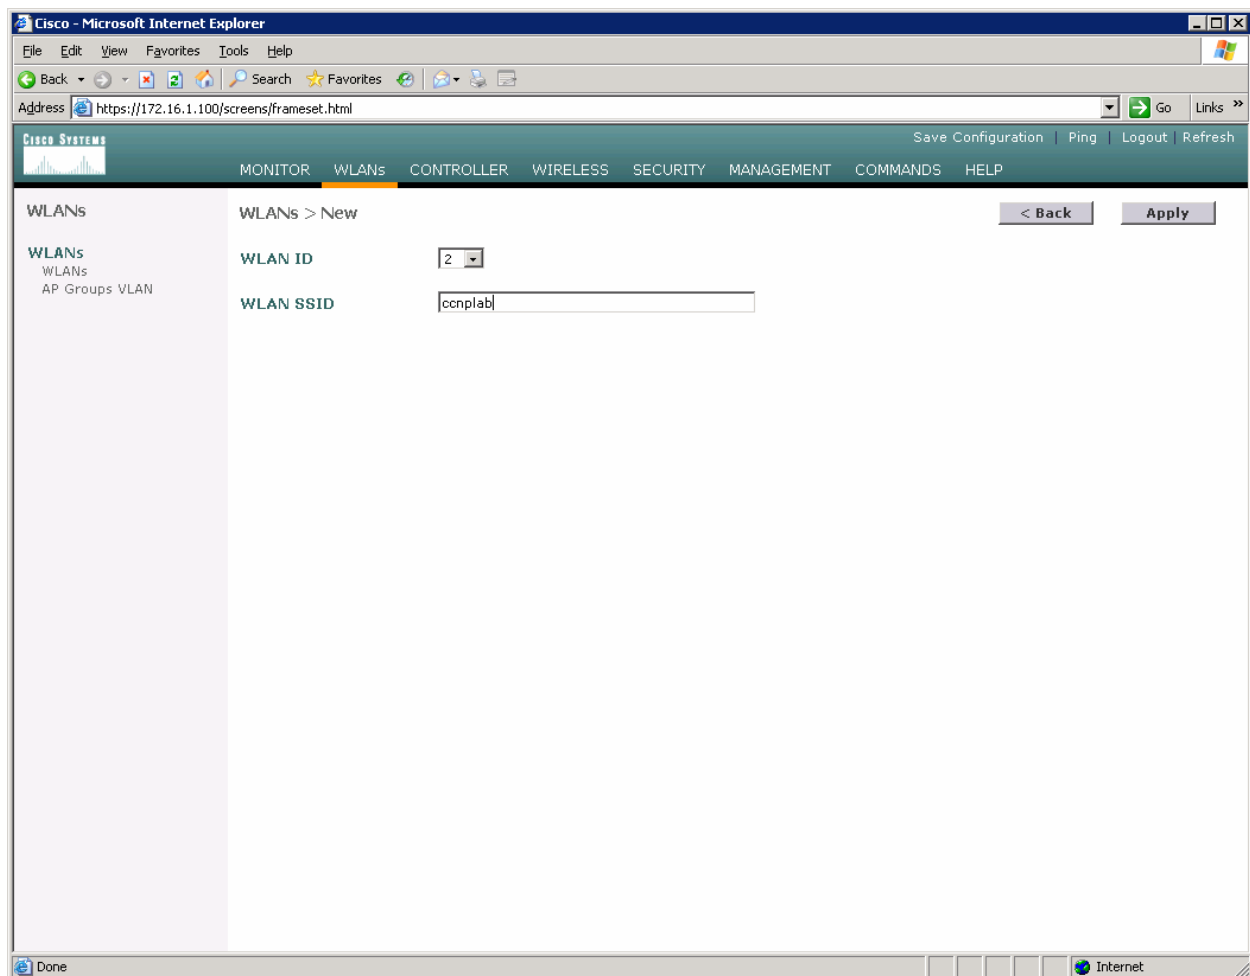 Cisco - Microsoft Internet Explorer
File Edit View Favorites Tools Help
Back Search Favorites
Address https://172.16.1.100/screens/frameset.html Go Links »
CISCO SYSTEMS
Save Configuration | Ping | Logout | Refresh
MONITOR WLANs CONTROLLER WIRELESS SECURITY MANAGEMENT COMMANDS HELP
WLANs
WLANs
WLANs
AP Groups VLAN
WLANs > New
< Back Apply
WLAN ID 2
WLAN SSID ccnplab
Done Internet